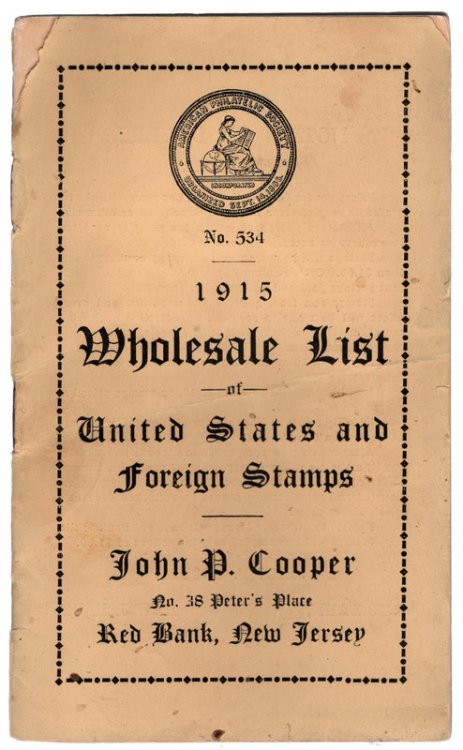 AMERICAN PHILATELIC SOCIETY
INCORPORATED
ORGANIZED SEPT. 14, 1886.
No. 534
1915
Wholesale List
of
United States and
Foreign Stamps
John P. Cooper
No. 38 Peter's Place
Red Bank, New Jersey